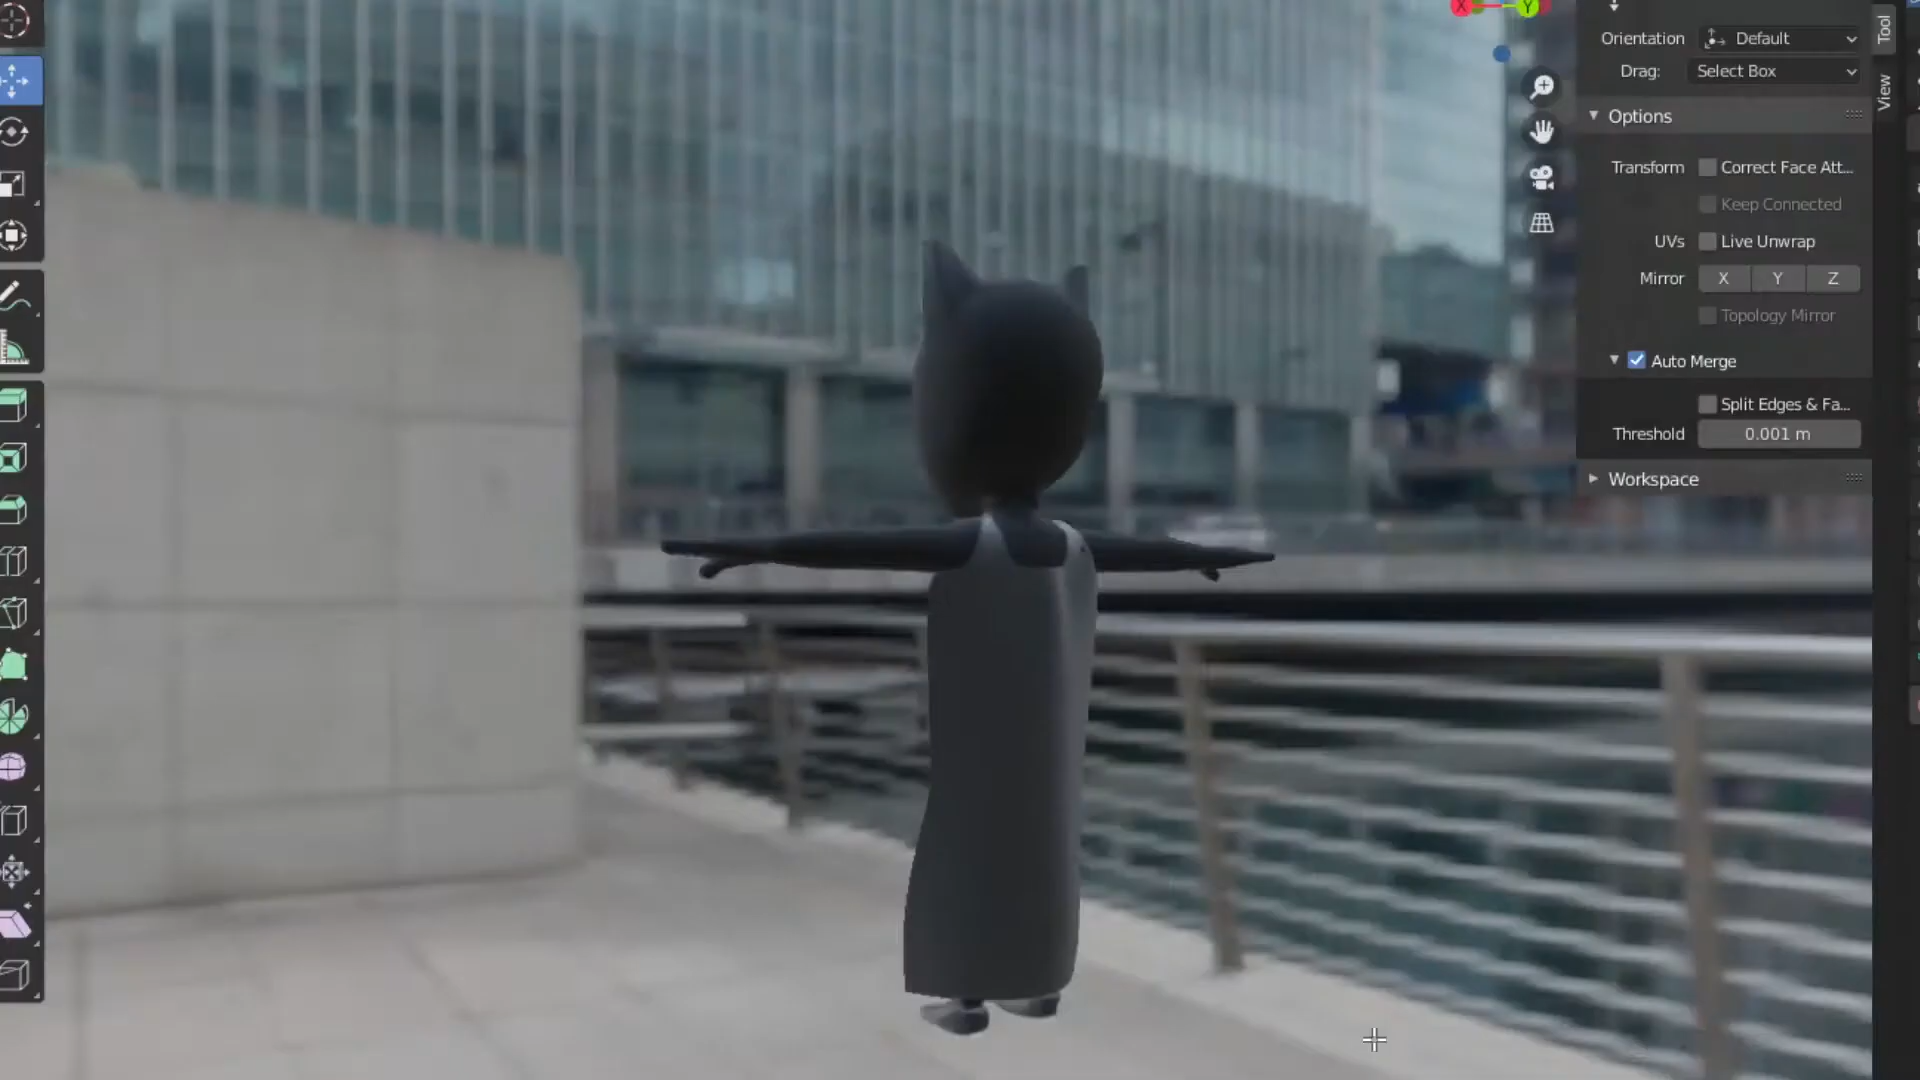 X Y
Orientation Default
Drag: Select Box
Options
Transform Correct Face Att...
Keep Connected
UVs Live Unwrap
Mirror X Y Z
Topology Mirror
Auto Merge
Split Edges & Fa...
Threshold 0.001 m
Workspace
Tool
View